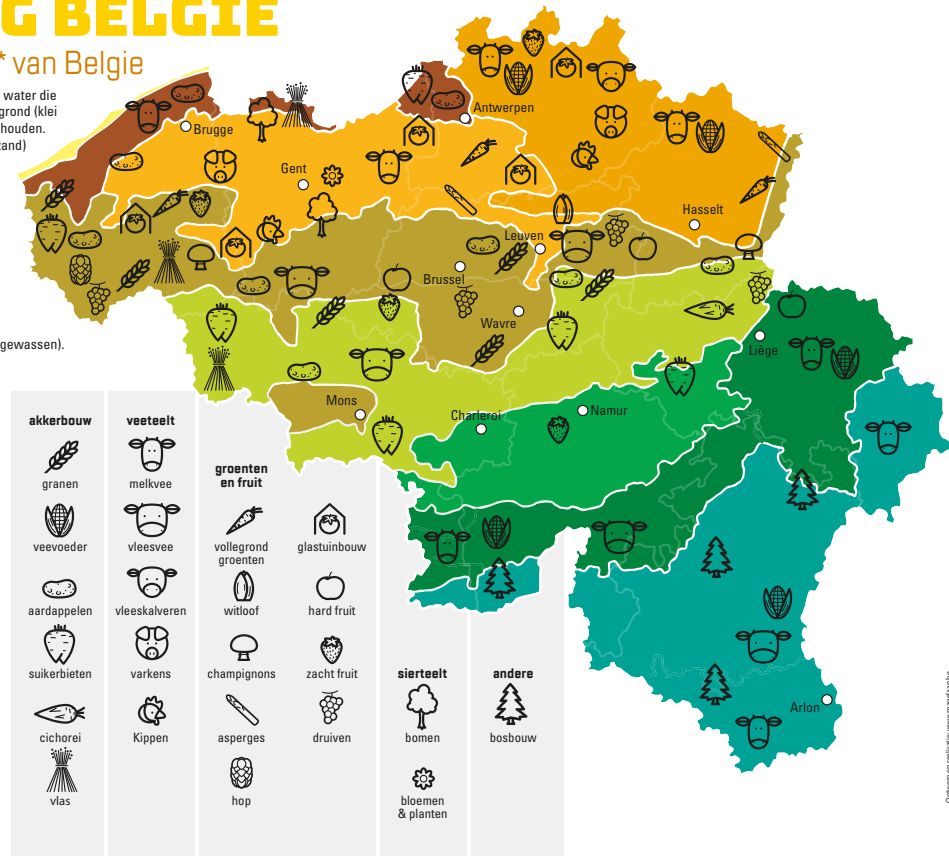 G BELGIE
* van Belgie
water die
grond (klei
houden.
zand)
gewassen).
Antwerpen
Brugge
Gent
Hasselt
Leuven
Brussel
Wavre
Liège
Mons
Charleroi
Namur
Arlon
akkerbouw
granen
veevoeder
aardappelen
suikerbieten
cichorei
vlas
veeteelt
melkvee
vleesvee
vleeskalveren
varkens
Kippen
groenten
en fruit
vollegrond
groenten
witloof
champignons
asperges
hop
glastuinbouw
hard fruit
zacht fruit
druiven
sierteelt
bomen
bloemen
& planten
andere
bosbouw